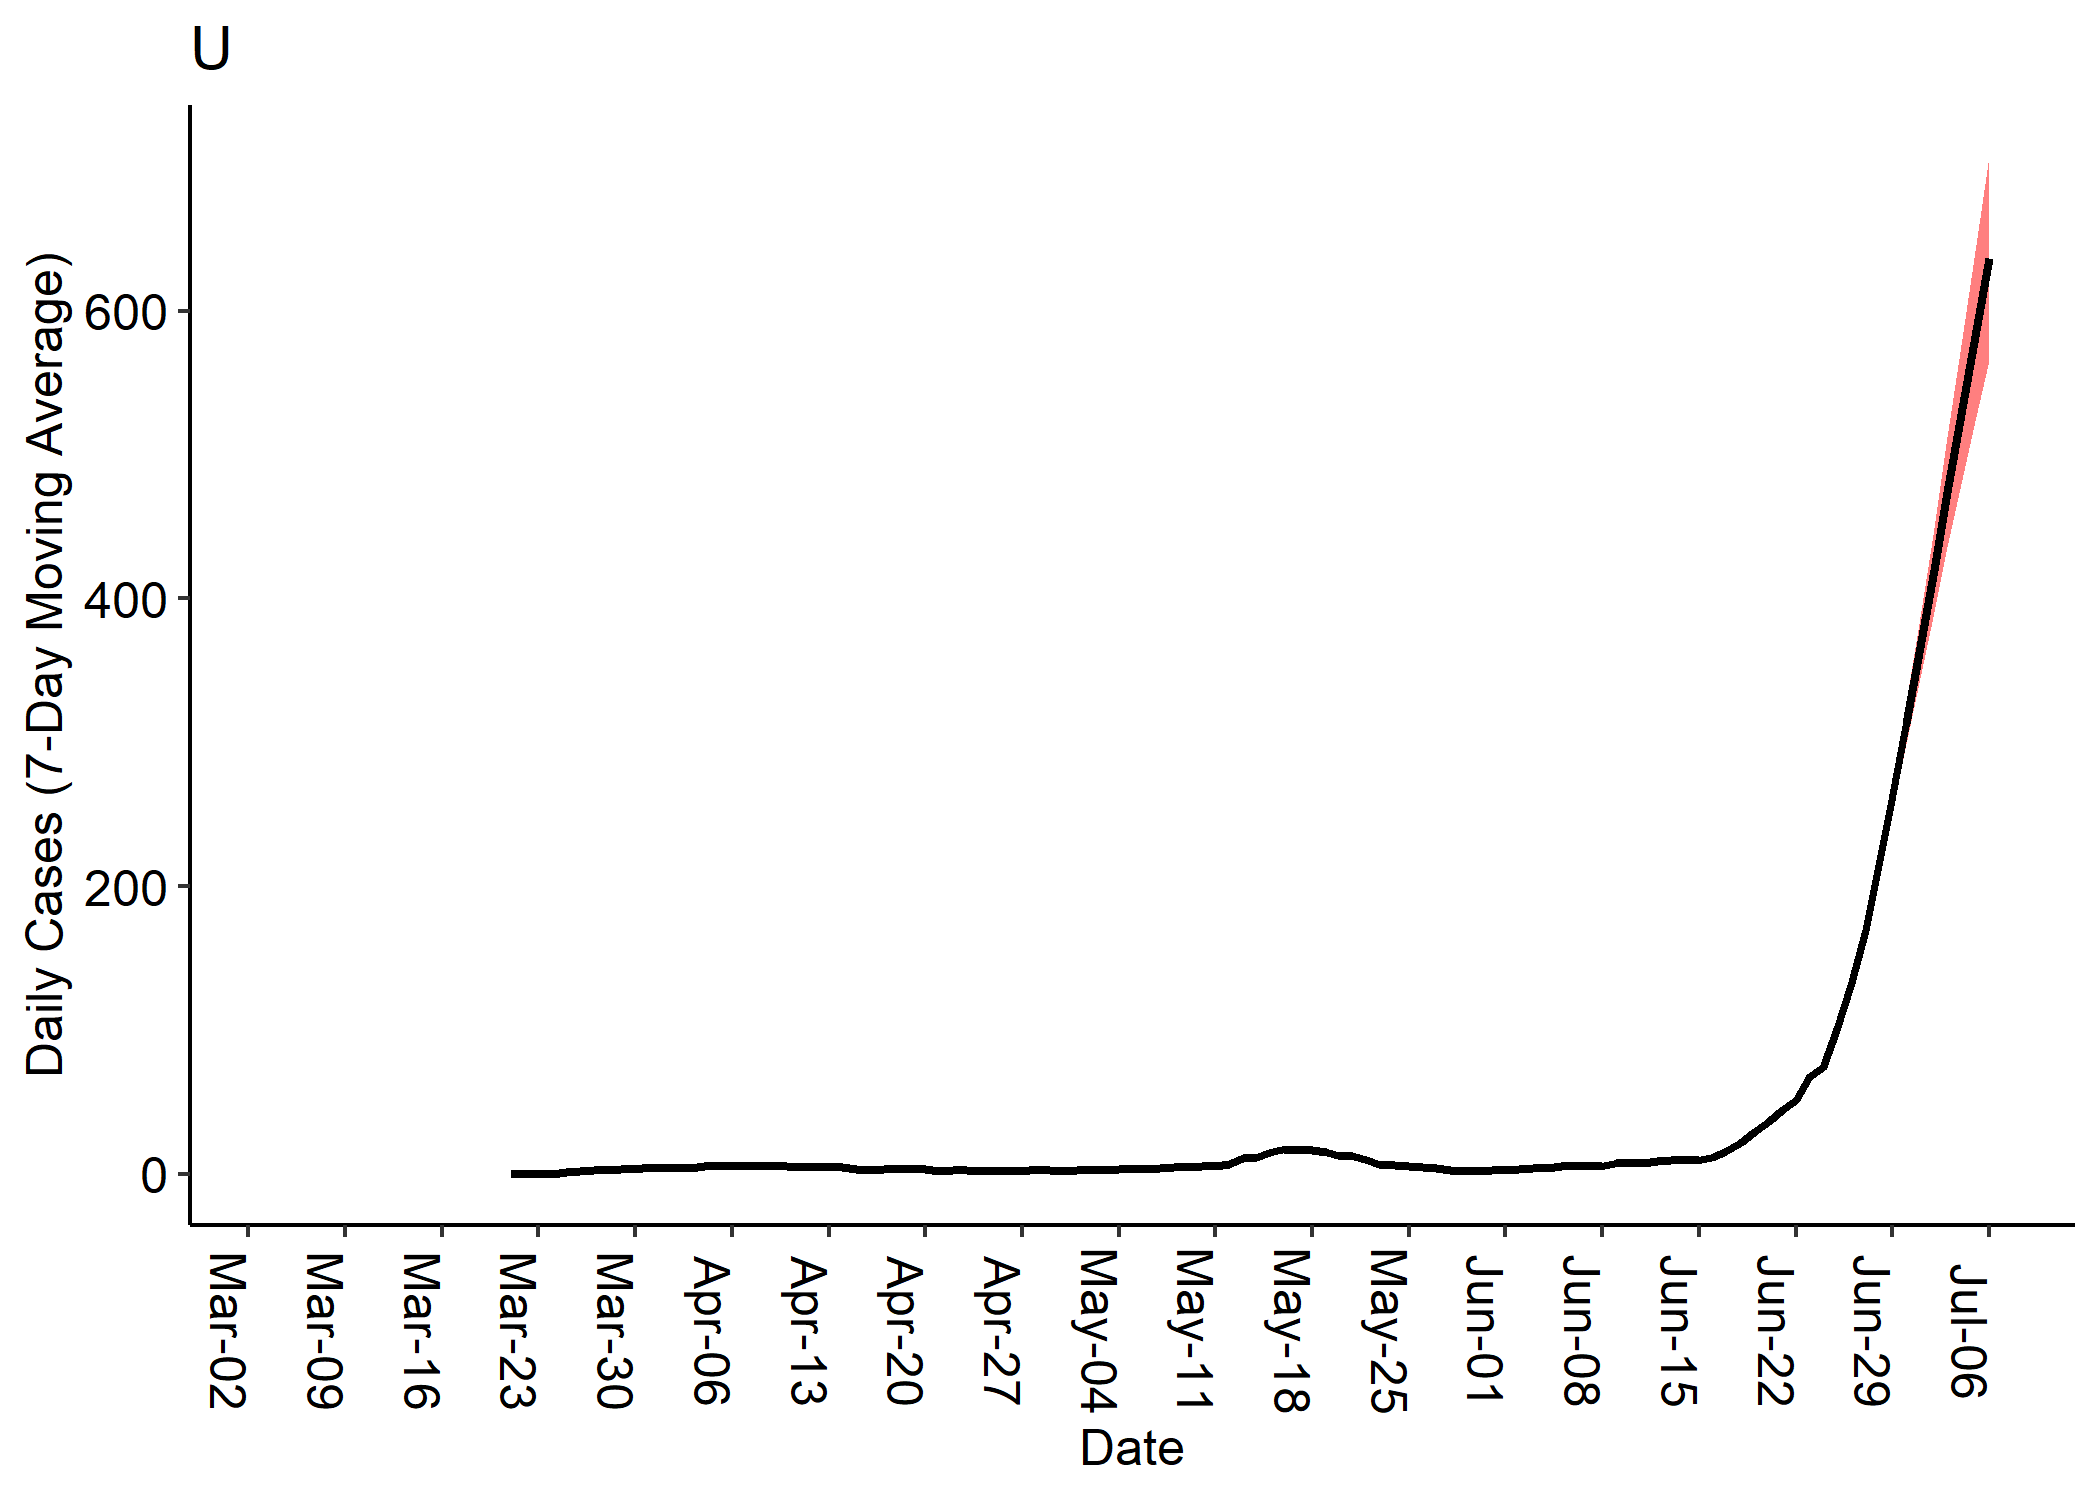 U
Daily Cases (7-Day Moving Average)
600
400
200
0
Mar-02
Mar-09
Mar-16
Mar-23
Mar-30
Apr-06
Apr-13
Apr-20
Apr-27
May-04
May-11
May-18
May-25
Jun-01
Jun-08
Jun-15
Jun-22
Jun-29
Jul-06
Date